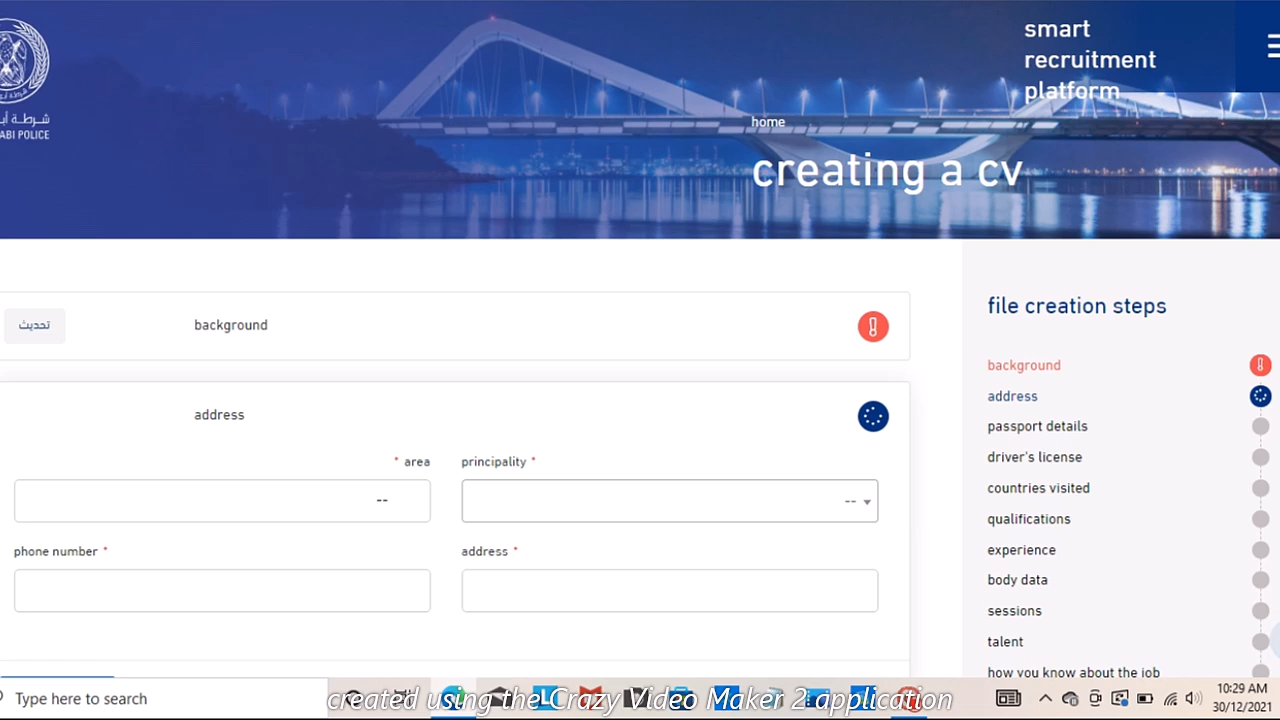 smart
recruitment
platform
شرطة أب
ABI POLICE
home
creating a cv
file creation steps
تحديث
background
address
* area
principality *
--
--
phone number *
address *
background
address
passport details
driver's license
countries visited
qualifications
experience
body data
sessions
talent
how you know about the job
Type here to search
created using the Crazy Video Maker 2 application
10:29 AM
30/12/2021